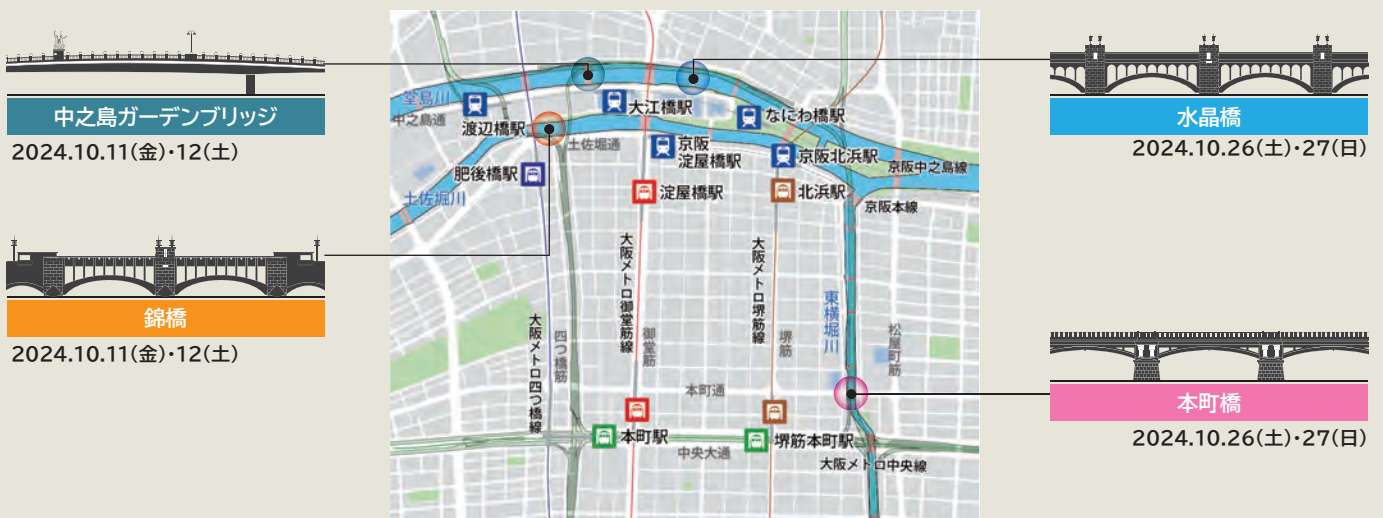 中之島ガーデンブリッジ
2024.10.11(金)・12(土)
錦橋
2024.10.11(金)・12(土)
堂島川
中之島通
渡辺橋駅
大江橋駅
なにわ橋駅
土佐堀通
京阪
淀屋橋駅
京阪北浜駅
京阪中之島線
肥後橋駅
淀屋橋駅
北浜駅
土佐堀川
京阪本線
大阪メトロ御堂筋線
大阪メトロ堺筋線
東横堀川
大阪メトロ四つ橋線
四つ橋筋
御堂筋
堺筋
松屋町筋
本町通
本町駅
堺筋本町駅
中央大通
大阪メトロ中央線
水晶橋
2024.10.26(土)・27(日)
本町橋
2024.10.26(土)・27(日)